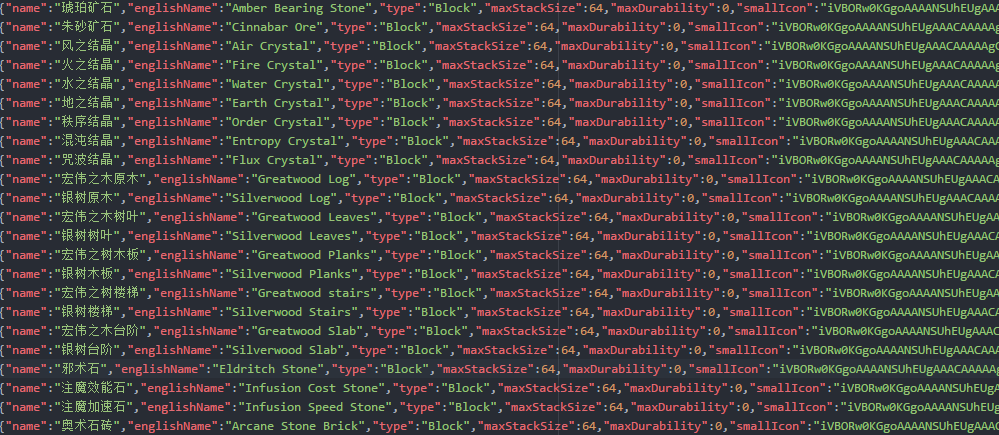 {"name":"琥珀矿石","englishName":"Amber Bearing Stone","type":"Block","maxStackSize":64,"maxDurability":0,"smallIcon":"iVBORw0KGgoAAAANSUhEUgAAACAAAAA
{"name":"朱砂矿石","englishName":"Cinnabar Ore","type":"Block","maxStackSize":64,"maxDurability":0,"smallIcon":"iVBORw0KGgoAAAANSUhEUgAAACAAAAAg
{"name":"风之结晶","englishName":"Air Crystal","type":"Block","maxStackSize":64,"maxDurability":0,"smallIcon":"iVBORw0KGgoAAAANSUhEUgAAACAAAAAgC
{"name":"火之结晶","englishName":"Fire Crystal","type":"Block","maxStackSize":64,"maxDurability":0,"smallIcon":"iVBORw0KGgoAAAANSUhEUgAAACAAAAAg
{"name":"水之结晶","englishName":"Water Crystal","type":"Block","maxStackSize":64,"maxDurability":0,"smallIcon":"iVBORw0KGgoAAAANSUhEUgAAACAAAAA
{"name":"地之结晶","englishName":"Earth Crystal","type":"Block","maxStackSize":64,"maxDurability":0,"smallIcon":"iVBORw0KGgoAAAANSUhEUgAAACAAAAA
{"name":"秩序结晶","englishName":"Order Crystal","type":"Block","maxStackSize":64,"maxDurability":0,"smallIcon":"iVBORw0KGgoAAAANSUhEUgAAACAAAAA
{"name":"混沌结晶","englishName":"Entropy Crystal","type":"Block","maxStackSize":64,"maxDurability":0,"smallIcon":"iVBORw0KGgoAAAANSUhEUgAAACAAA
{"name":"咒波结晶","englishName":"Flux Crystal","type":"Block","maxStackSize":64,"maxDurability":0,"smallIcon":"iVBORw0KGgoAAAANSUhEUgAAACAAAAAg
{"name":"宏伟之木原木","englishName":"Greatwood Log","type":"Block","maxStackSize":64,"maxDurability":0,"smallIcon":"iVBORw0KGgoAAAANSUhEUgAAACA
{"name":"银树原木","englishName":"Silverwood Log","type":"Block","maxStackSize":64,"maxDurability":0,"smallIcon":"iVBORw0KGgoAAAANSUhEUgAAACAAAA
{"name":"宏伟之木树叶","englishName":"Greatwood Leaves","type":"Block","maxStackSize":64,"maxDurability":0,"smallIcon":"iVBORw0KGgoAAAANSUhEUgAA
{"name":"银树树叶","englishName":"Silverwood Leaves","type":"Block","maxStackSize":64,"maxDurability":0,"smallIcon":"iVBORw0KGgoAAAANSUhEUgAAACA
{"name":"宏伟之木木板","englishName":"Greatwood Planks","type":"Block","maxStackSize":64,"maxDurability":0,"smallIcon":"iVBORw0KGgoAAAANSUhEUgAA
{"name":"银树木板","englishName":"Silverwood Planks","type":"Block","maxStackSize":64,"maxDurability":0,"smallIcon":"iVBORw0KGgoAAAANSUhEUgAAACA
{"name":"宏伟之树楼梯","englishName":"Greatwood stairs","type":"Block","maxStackSize":64,"maxDurability":0,"smallIcon":"iVBORw0KGgoAAAANSUhEUgAA
{"name":"银树楼梯","englishName":"Silverwood Stairs","type":"Block","maxStackSize":64,"maxDurability":0,"smallIcon":"iVBORw0KGgoAAAANSUhEUgAAACA
{"name":"宏伟之木台阶","englishName":"Greatwood Slab","type":"Block","maxStackSize":64,"maxDurability":0,"smallIcon":"iVBORw0KGgoAAAANSUhEUgAAAC
{"name":"银树台阶","englishName":"Silverwood Slab","type":"Block","maxStackSize":64,"maxDurability":0,"smallIcon":"iVBORw0KGgoAAAANSUhEUgAAACAAA
{"name":"邪术石","englishName":"Eldritch Stone","type":"Block","maxStackSize":64,"maxDurability":0,"smallIcon":"iVBORw0KGgoAAAANSUhEUgAAACAAAAA
{"name":"注魔效能石","englishName":"Infusion Cost Stone","type":"Block","maxStackSize":64,"maxDurability":0,"smallIcon":"iVBORw0KGgoAAAANSUhEUgAA
{"name":"注魔加速石","englishName":"Infusion Speed Stone","type":"Block","maxStackSize":64,"maxDurability":0,"smallIcon":"iVBORw0KGgoAAAANSUhEUgA
{"name":"奥术石砖","englishName":"Arcane Stone Brick","type":"Block","maxStackSize":64,"maxDurability":0,"smallIcon":"iVBORw0KGgoAAAANSUhEUgAAAC